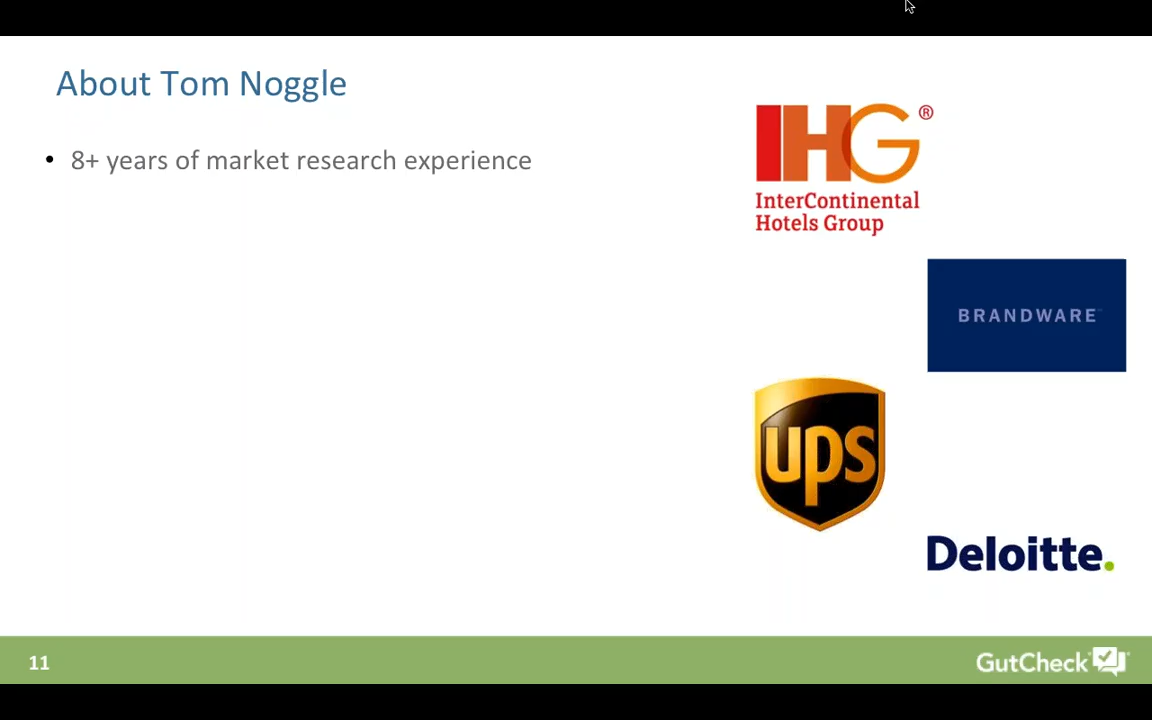 About Tom Noggle
• 8+ years of market research experience
IHG®
InterContinental
Hotels Group
BRANDWARE
ups
Deloitte.
11
GutCheck